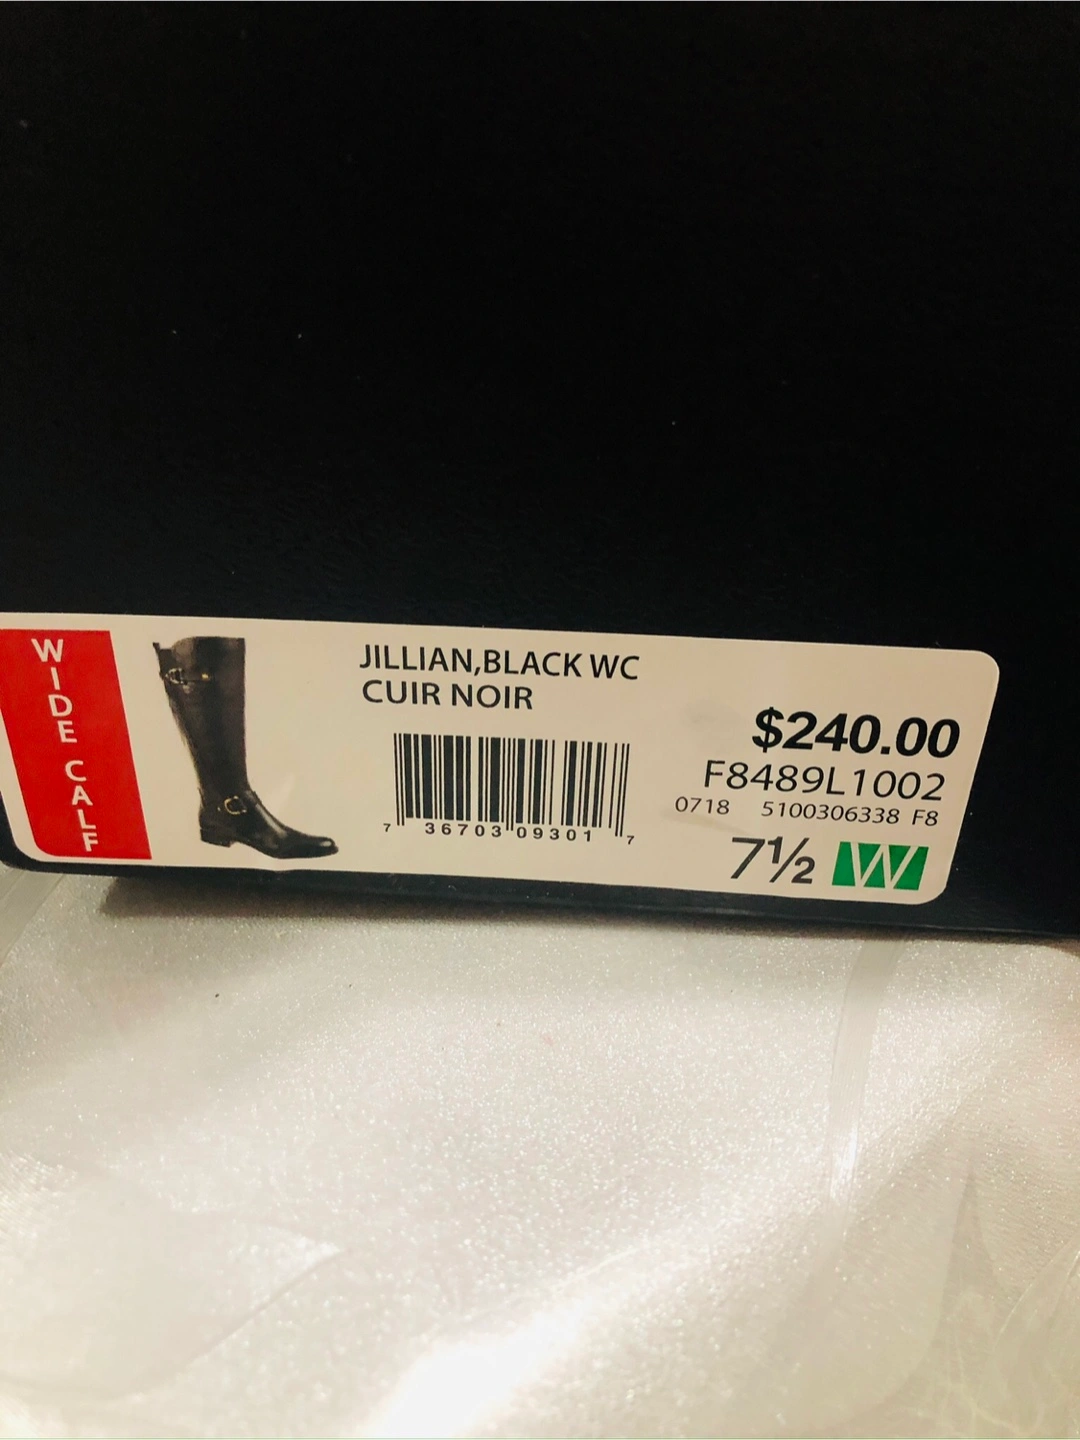 WIDE CALF
JILLIAN,BLACK WC
CUIR NOIR
7 36703 09301 7
$240.00
F8489L1002
0718 5100306338 F8
7½ W